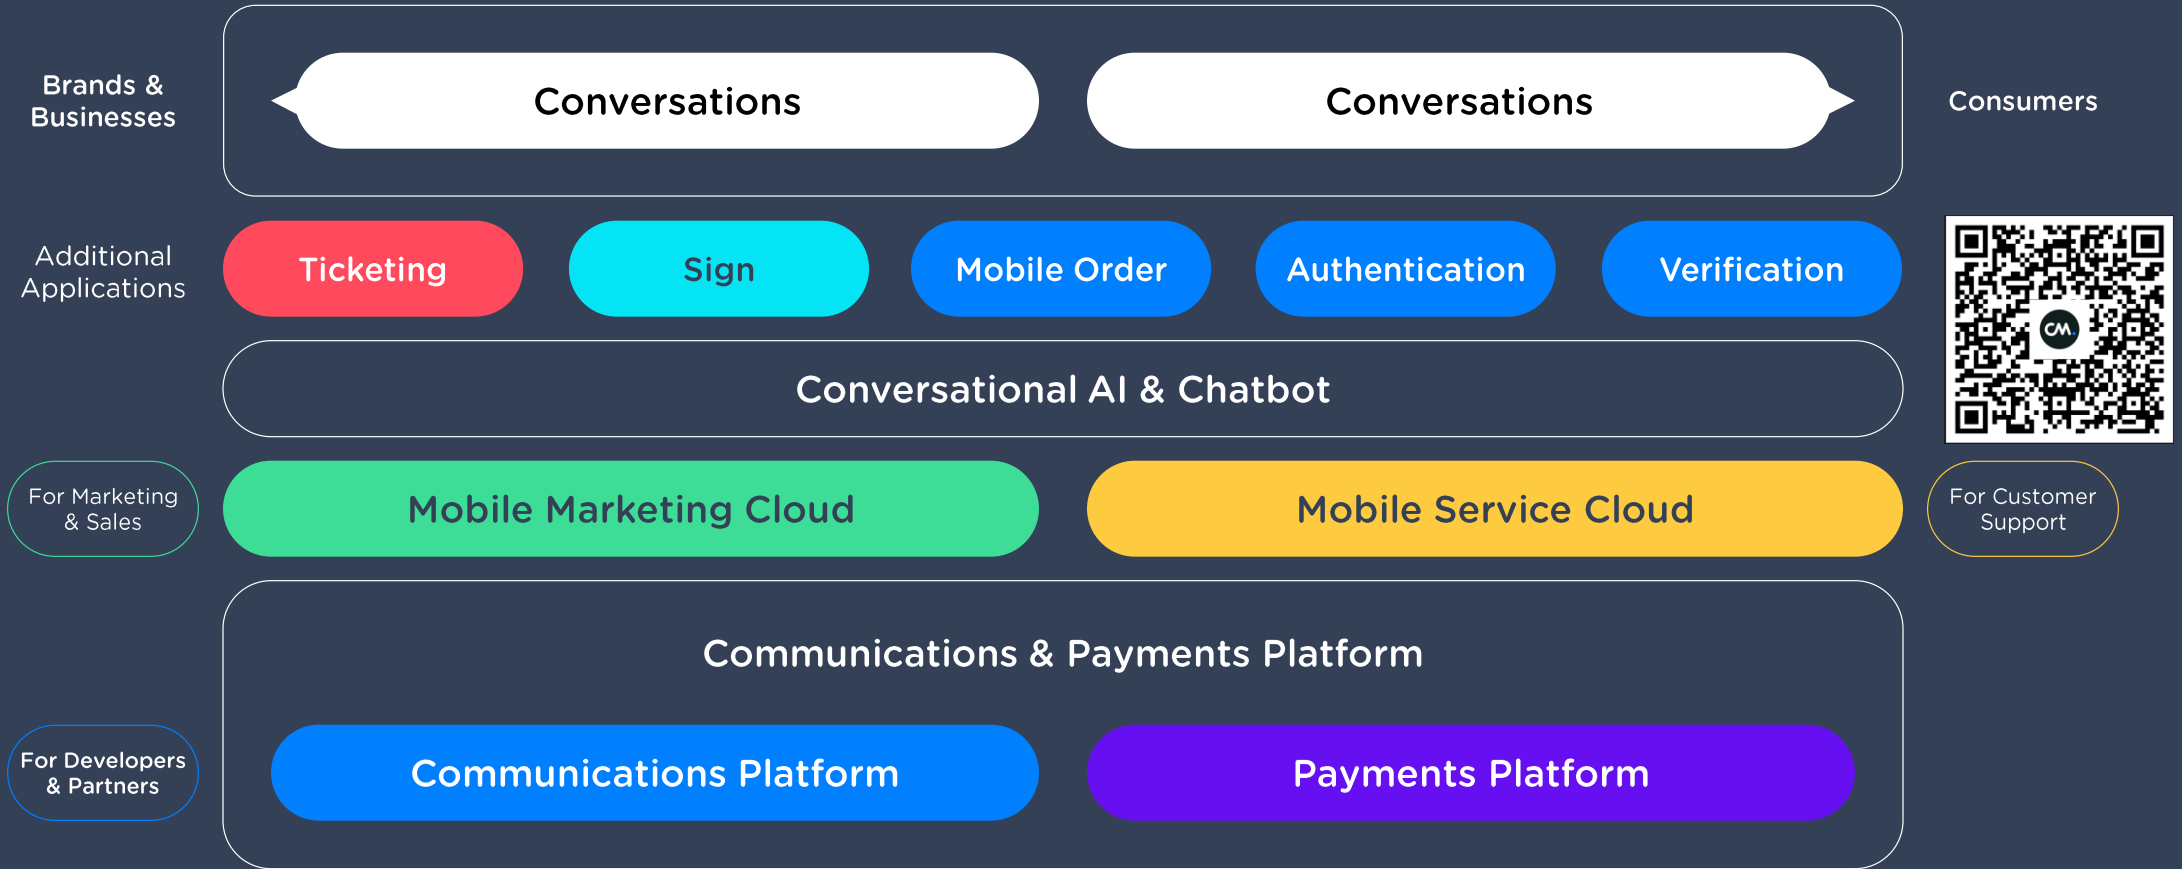 Brands &
Businesses
Conversations
Conversations
Consumers
Additional
Applications
Ticketing
Sign
Mobile Order
Authentication
Verification
CM.
Conversational AI & Chatbot
For Marketing
& Sales
Mobile Marketing Cloud
Mobile Service Cloud
For Customer
Support
Communications & Payments Platform
For Developers
& Partners
Communications Platform
Payments Platform